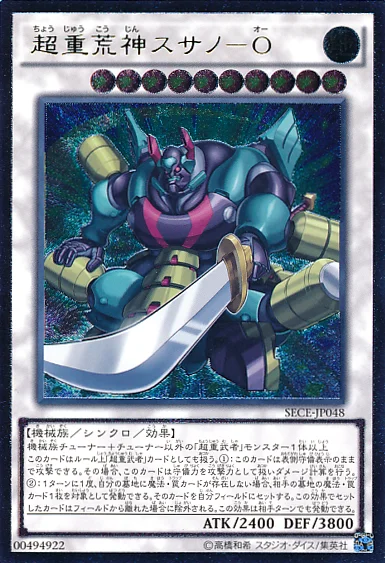 ちょう じゅう こう じん オー
超重荒神スサノ－O
SECE-JP048
【機械族／シンクロ／効果】
機械族チューナー＋チューナー以外の「超重武者」モンスター１体以上
このカードはルール上「超重武者」カードとしても扱う。①：このカードは表側守備表示のまま
で攻撃できる。その場合、このカードは守備力を攻撃力として扱いダメージ計算を行う。
②：１ターンに１度、自分の墓地に魔法・罠カードが存在しない場合、相手の墓地の魔法・罠
カード１枚を対象として発動できる。そのカードを自分フィールドにセットする。この効果でセット
したカードはフィールドから離れた場合に除外される。この効果は相手ターンでも発動できる。
ATK/2400 DEF/3800
00494922 ©高橋和希 スタジオ・ダイス/集英社